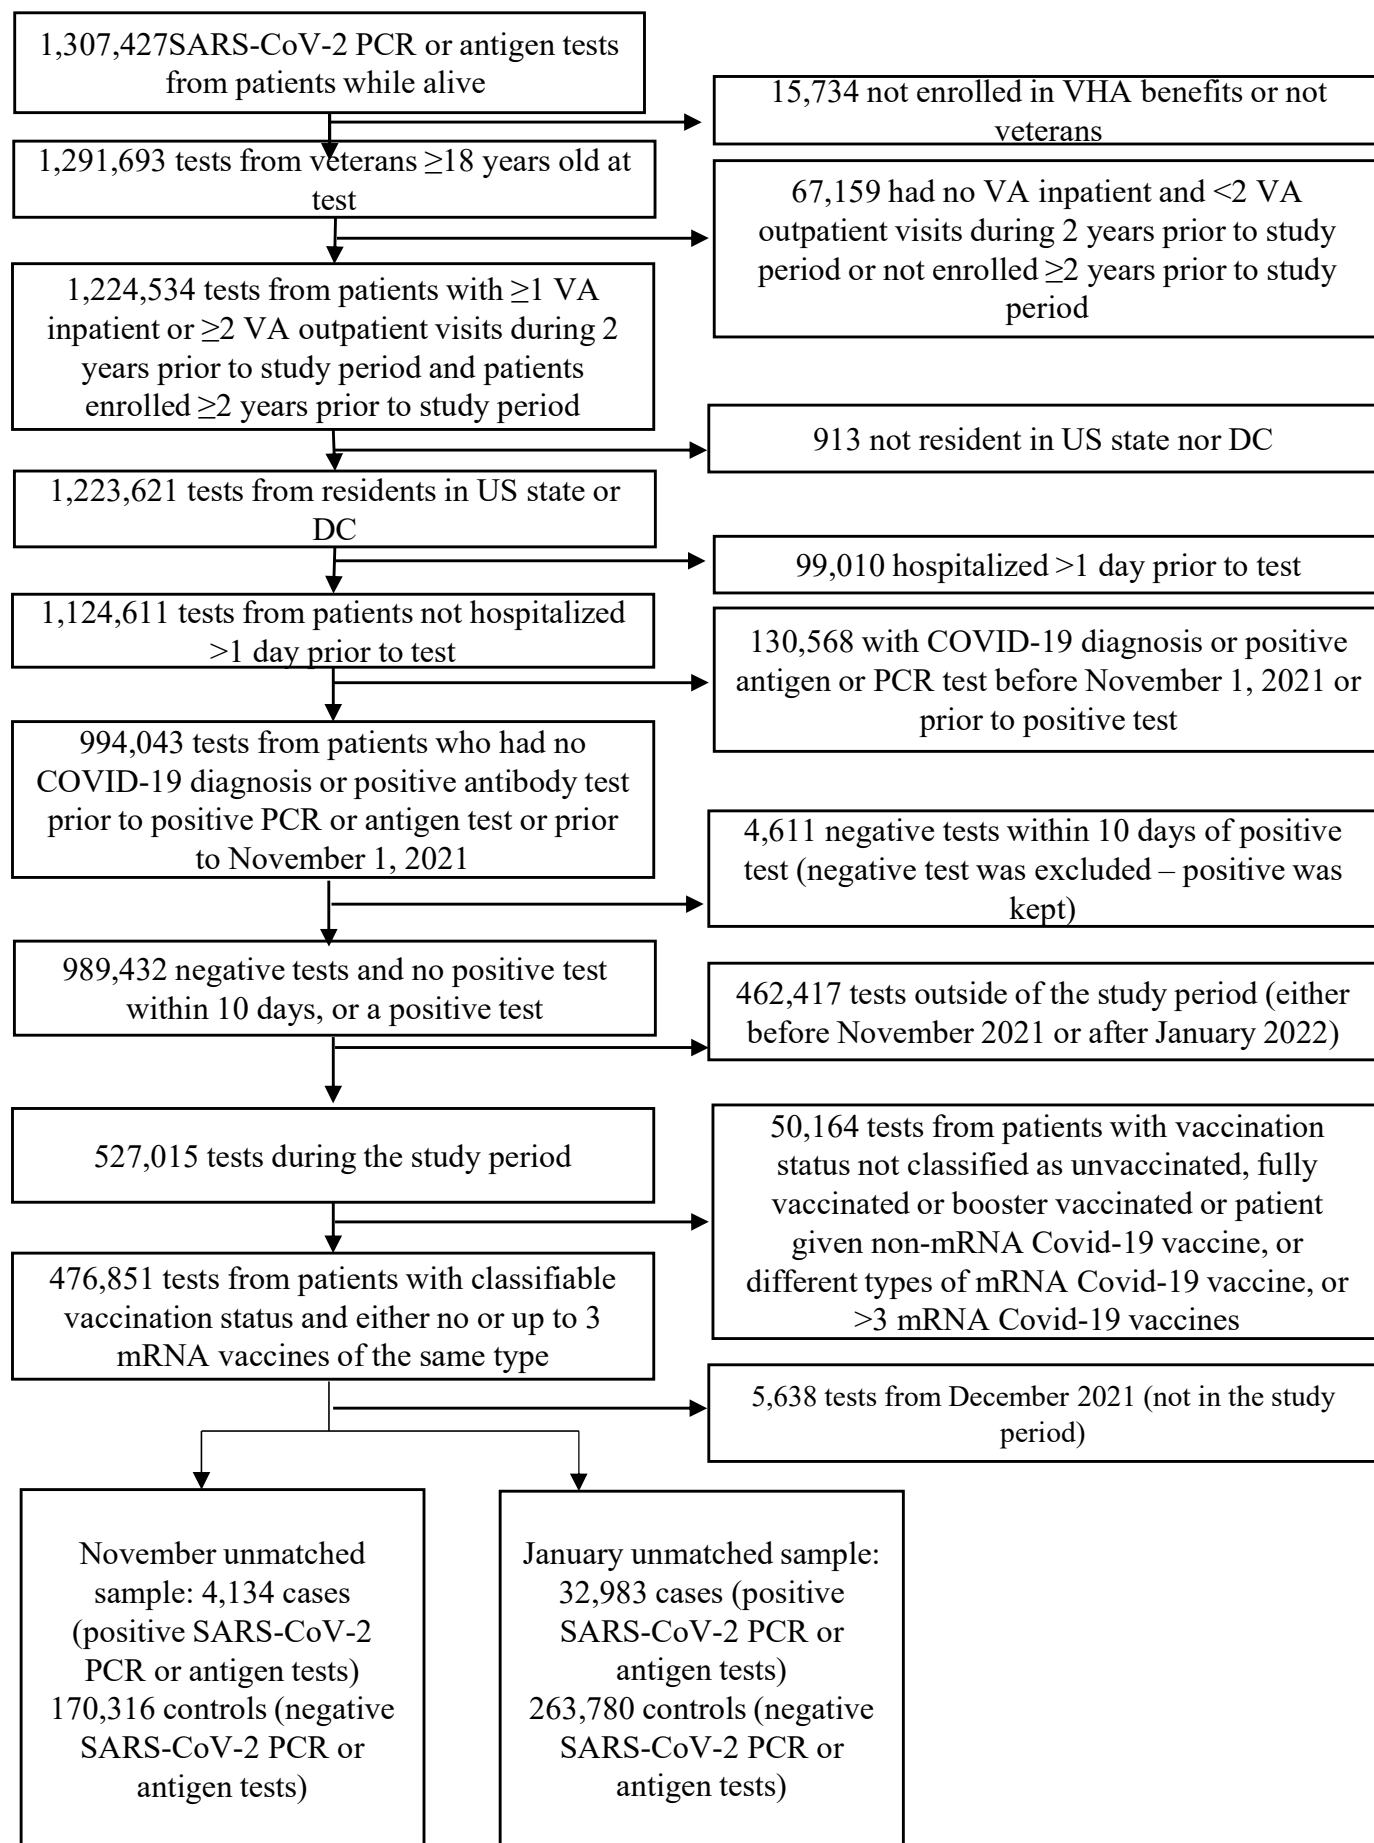 1,307,427SARS-CoV-2 PCR or antigen tests
from patients while alive
15,734 not enrolled in VHA benefits or not
veterans
1,291,693 tests from veterans ≥18 years old at
test
67,159 had no VA inpatient and <2 VA
outpatient visits during 2 years prior to study
period or not enrolled ≥2 years prior to study
period
1,224,534 tests from patients with ≥1 VA
inpatient or ≥2 VA outpatient visits during 2
years prior to study period and patients
enrolled ≥2 years prior to study period
913 not resident in US state nor DC
1,223,621 tests from residents in US state or
DC
99,010 hospitalized >1 day prior to test
1,124,611 tests from patients not hospitalized
>1 day prior to test
130,568 with COVID-19 diagnosis or positive
antigen or PCR test before November 1, 2021 or
prior to positive test
994,043 tests from patients who had no
COVID-19 diagnosis or positive antibody test
prior to positive PCR or antigen test or prior
to November 1, 2021
4,611 negative tests within 10 days of positive
test (negative test was excluded – positive was
kept)
989,432 negative tests and no positive test
within 10 days, or a positive test
462,417 tests outside of the study period (either
before November 2021 or after January 2022)
527,015 tests during the study period
50,164 tests from patients with vaccination
status not classified as unvaccinated, fully
vaccinated or booster vaccinated or patient
given non-mRNA Covid-19 vaccine, or
different types of mRNA Covid-19 vaccine, or
>3 mRNA Covid-19 vaccines
476,851 tests from patients with classifiable
vaccination status and either no or up to 3
mRNA vaccines of the same type
5,638 tests from December 2021 (not in the study
period)
November unmatched
sample: 4,134 cases
(positive SARS-CoV-2
PCR or antigen tests)
170,316 controls (negative
SARS-CoV-2 PCR or
antigen tests)
January unmatched sample:
32,983 cases (positive
SARS-CoV-2 PCR or
antigen tests)
263,780 controls (negative
SARS-CoV-2 PCR or
antigen tests)